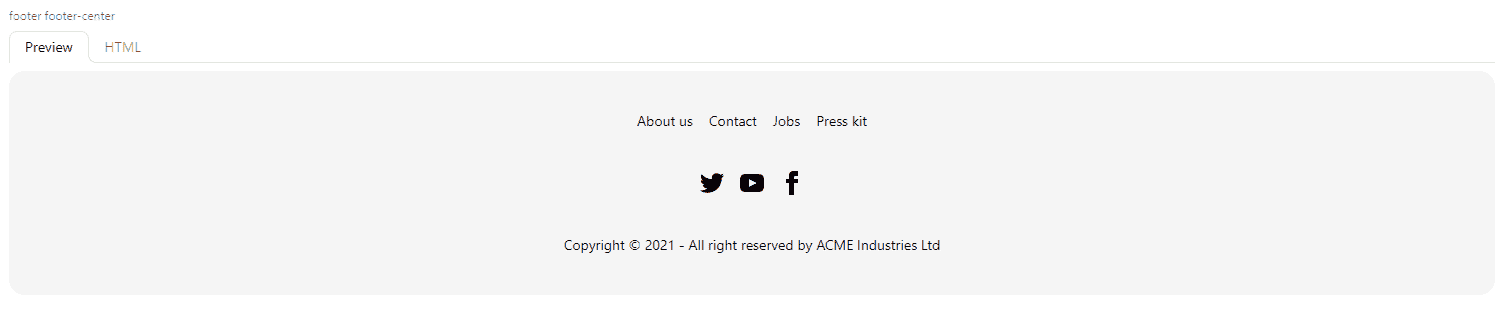 footer footer-center
Preview HTML
About us Contact Jobs Press kit
Copyright © 2021 - All right reserved by ACME Industries Ltd